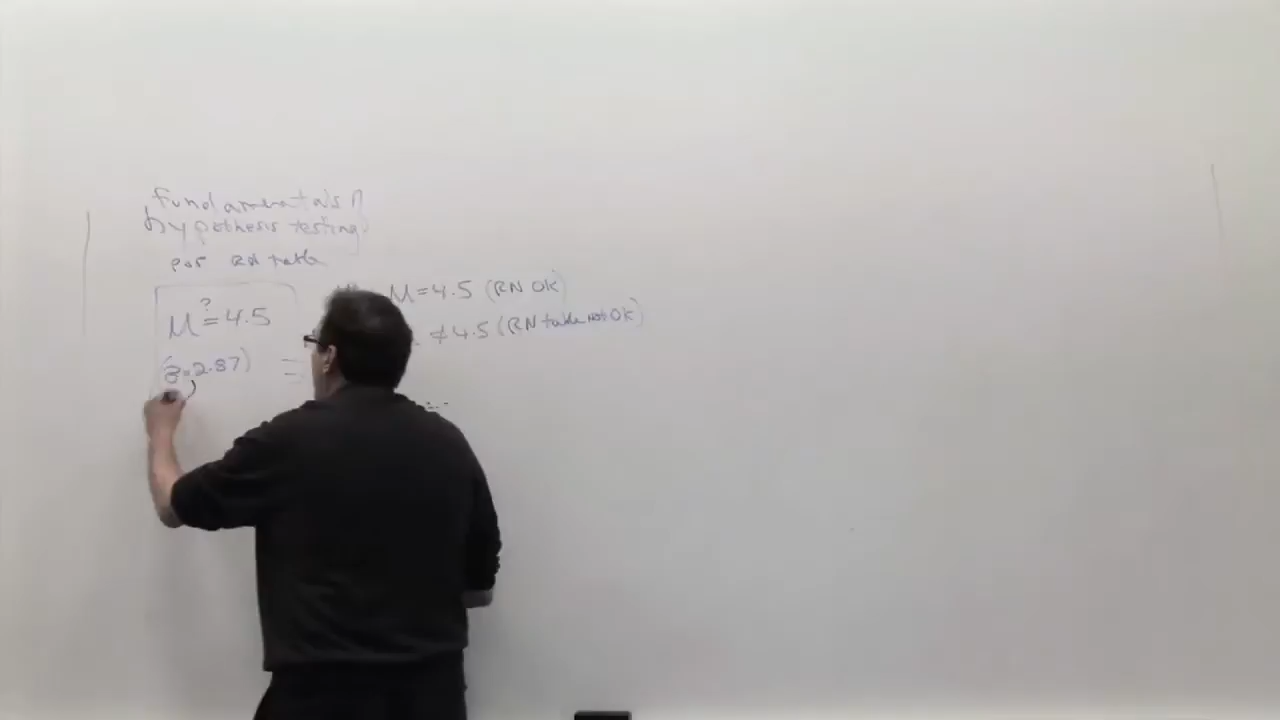 Fundamentals of
hypothesis testing
RN table
? 
μ = 4.5
μ = 4.5 (RN OK)
≠ 4.5 (RN table not OK)
σ = 2.87)